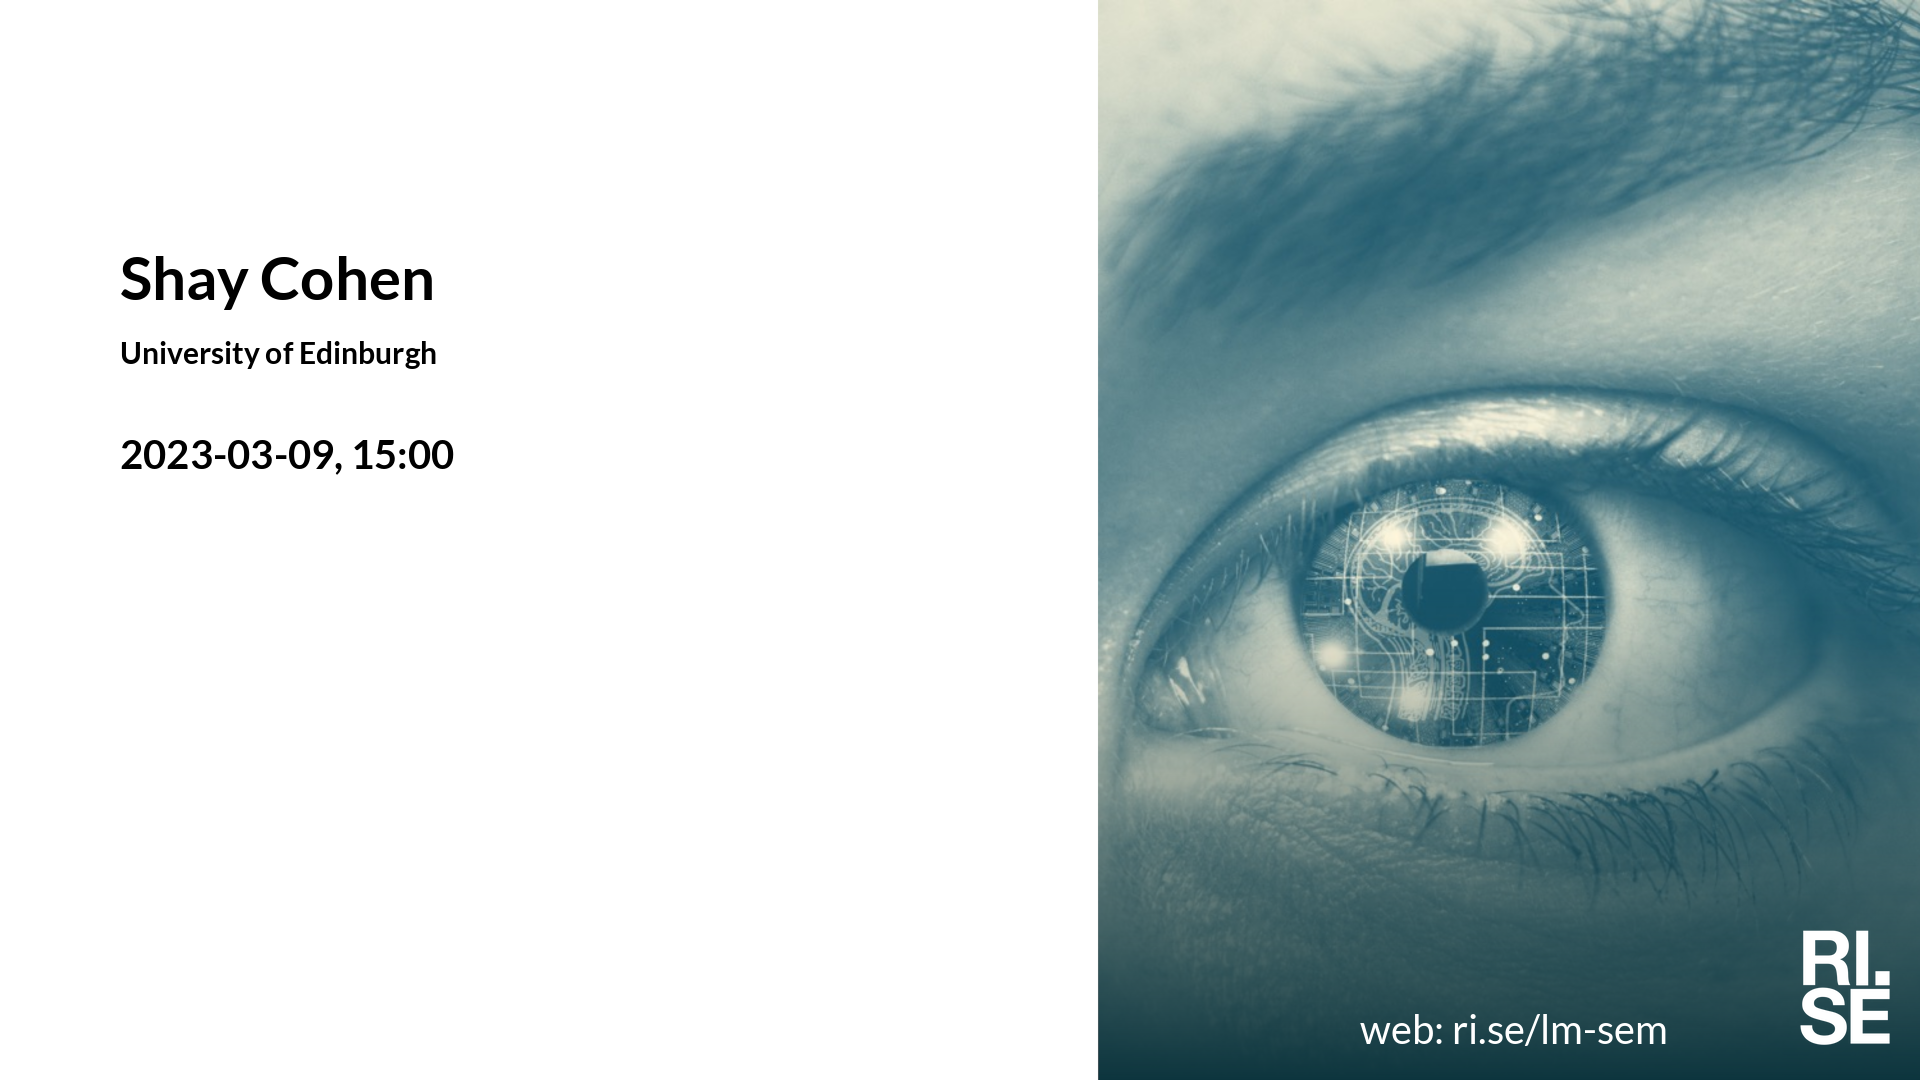 Shay Cohen
University of Edinburgh
2023-03-09, 15:00
web: ri.se/lm-sem
RI.
SE